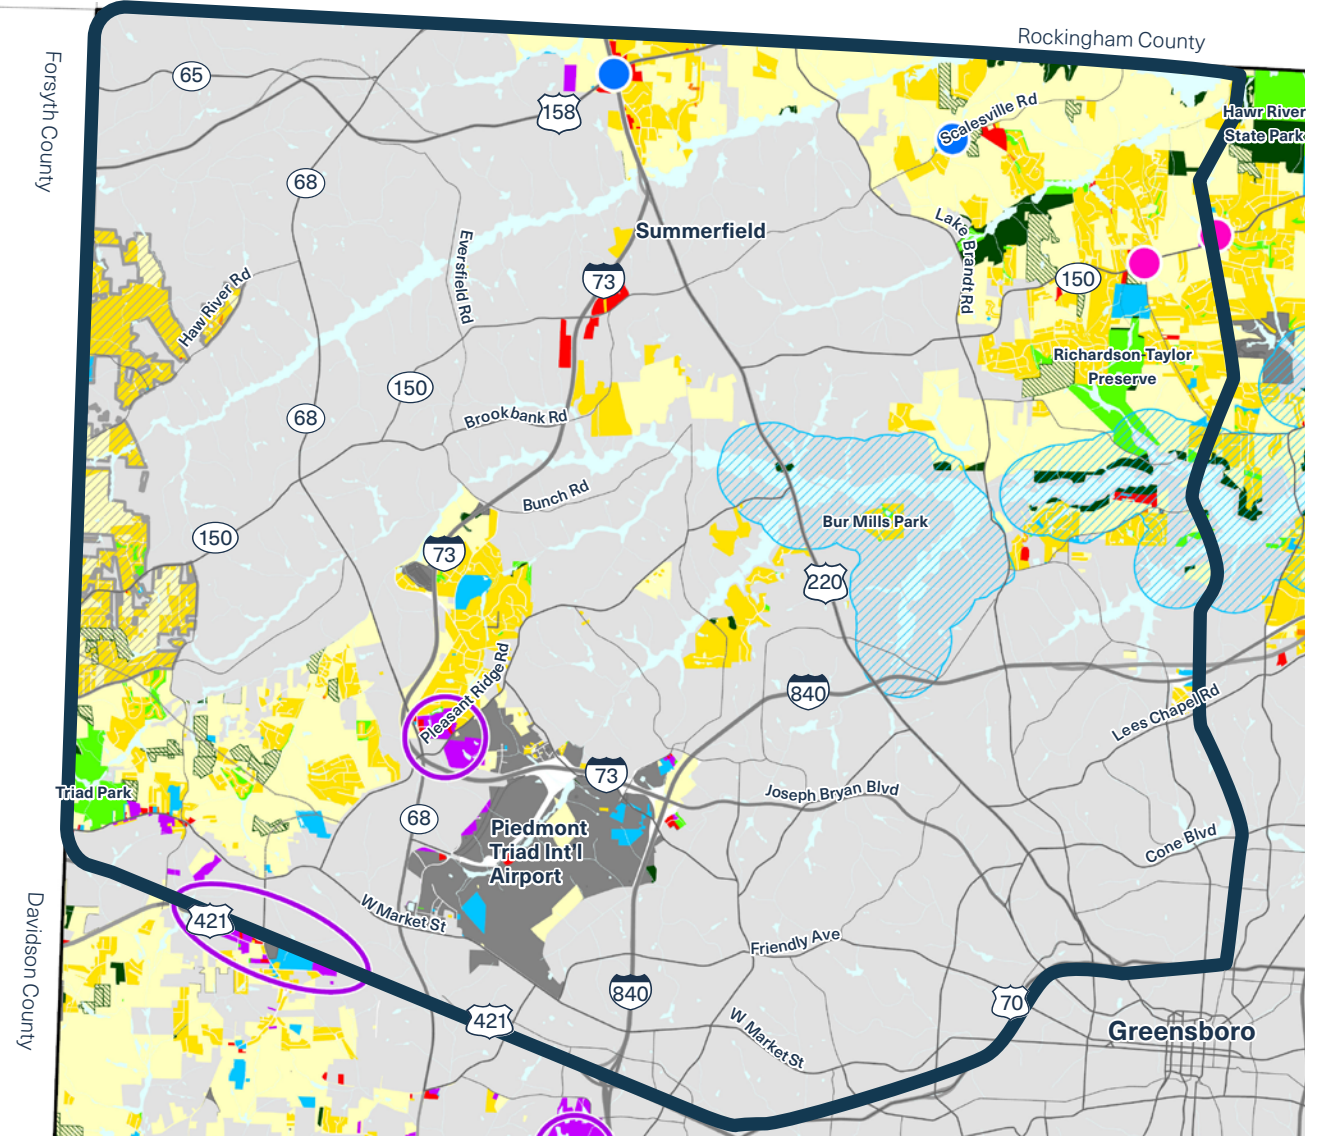 Rockingham County
Forsyth County
65
158
Scalesville Rd
Hawr River
State Park
68
Summerfield
Lake Brandt Rd
Eversfield Rd
73
150
Haw River Rd
Richardson-Taylor
Preserve
150
68
Brookbank Rd
Bunch Rd
Bur Mills Park
150
73
220
Pleasant Ridge Rd
840
Lees Chapel Rd
73
Joseph Bryan Blvd
Triad Park
68
Piedmont
Triad Int'l
Airport
Cone Blvd
Davidson County
421
W Market St
Friendly Ave
840
70
421
W Market St
Greensboro